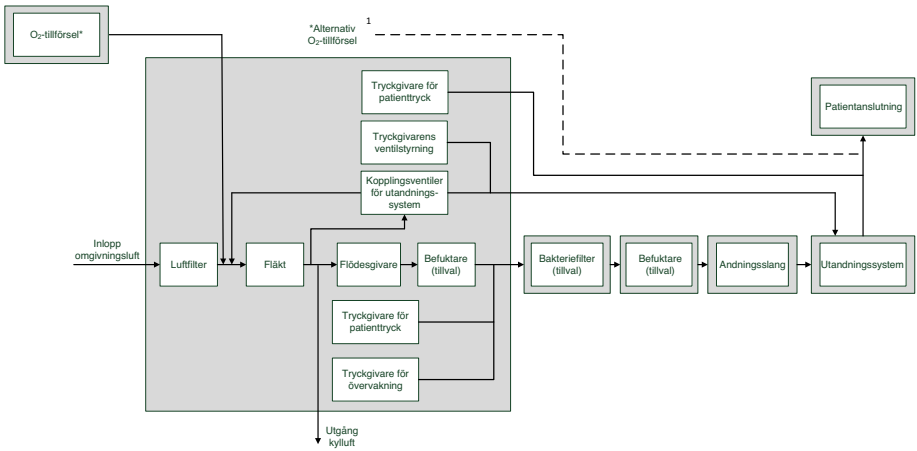 O₂-tillförsel*
*Alternativ 1
O₂-tillförsel
Tryckgivare för
patienttryck
Patientanslutning
Tryckgivarens
ventilstyrning
Kopplingsventiler
för utandnings-
system
Inlopp
omgivningsluft
Luftfilter
Fläkt
Flödesgivare
Befuktare
(tillval)
Bakteriefilter
(tillval)
Befuktare
(tillval)
Andningsslang
Utandningssystem
Tryckgivare för
patienttryck
Tryckgivare för
övervakning
Utgång
kylluft